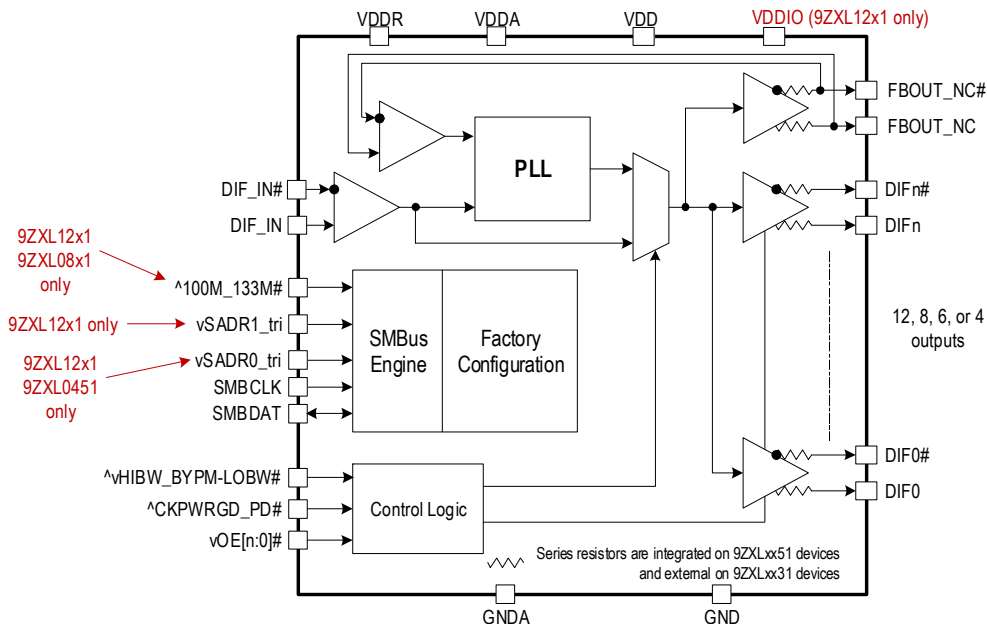 VDDR
VDDA
VDD
VDDIO (9ZXL12x1 only)
FBOUT_NC#
FBOUT_NC
PLL
DIF_IN#
DIF_IN
DIFn#
DIFn
9ZXL12x1
9ZXL08x1
only
^100M_133M#
9ZXL12x1 only
vSADR1_tri
9ZXL12x1
9ZXL0451
only
vSADR0_tri
SMBCLK
SMBDAT
SMBus
Engine
Factory
Configuration
12, 8, 6, or 4
outputs
^vHIBW_BYPM-LOBW#
^CKPWRGD_PD#
vOE[n:0]#
Control Logic
DIF0#
DIF0
Series resistors are integrated on 9ZXLxx51 devices
and external on 9ZXLxx31 devices
GNDA
GND